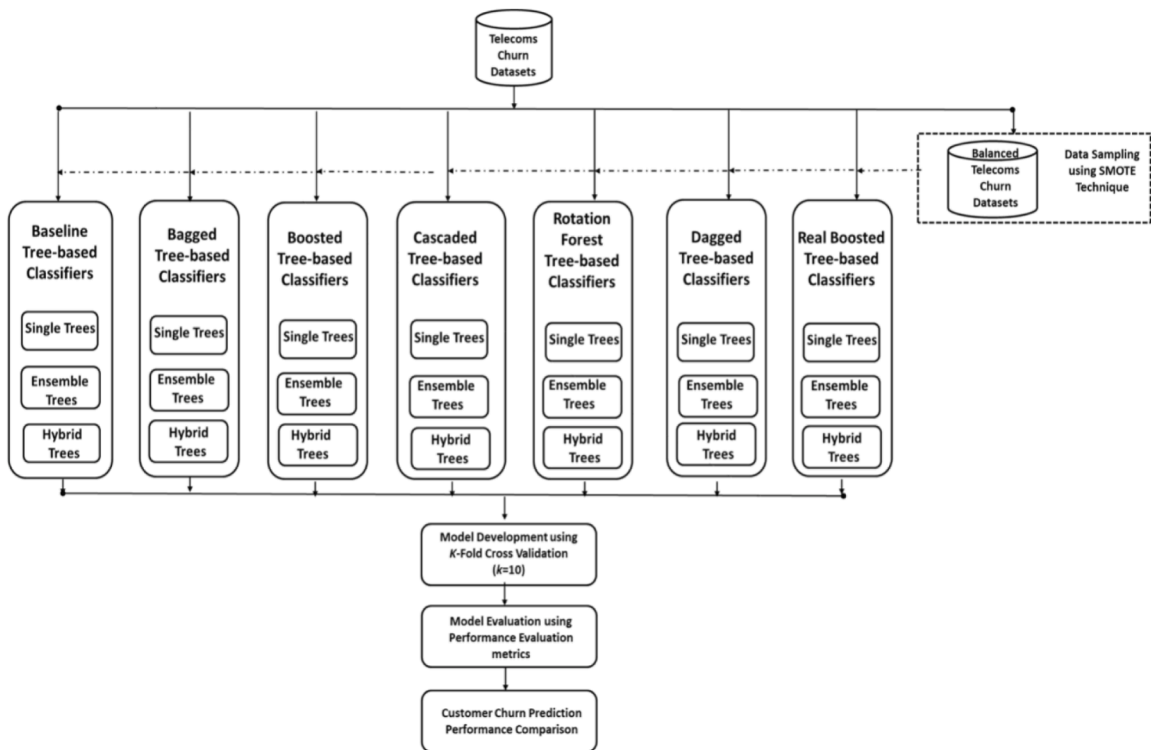 Telecoms
Churn
Datasets
Balanced
Telecoms
Churn
Datasets
Data Sampling
using SMOTE
Technique
Baseline
Tree-based
Classifiers
Single Trees
Ensemble
Trees
Hybrid
Trees
Bagged
Tree-based
Classifiers
Single Trees
Ensemble
Trees
Hybrid
Trees
Boosted
Tree-based
Classifiers
Single Trees
Ensemble
Trees
Hybrid
Trees
Cascaded
Tree-based
Classifiers
Single Trees
Ensemble
Trees
Hybrid
Trees
Rotation
Forest
Tree-based
Classifiers
Single Trees
Ensemble
Trees
Hybrid
Trees
Dagged
Tree-based
Classifiers
Single Trees
Ensemble
Trees
Hybrid
Trees
Real Boosted
Tree-based
Classifiers
Single Trees
Ensemble
Trees
Hybrid
Trees
Model Development using
K-Fold Cross Validation
(k=10)
Model Evaluation using
Performance Evaluation
metrics
Customer Churn Prediction
Performance Comparison